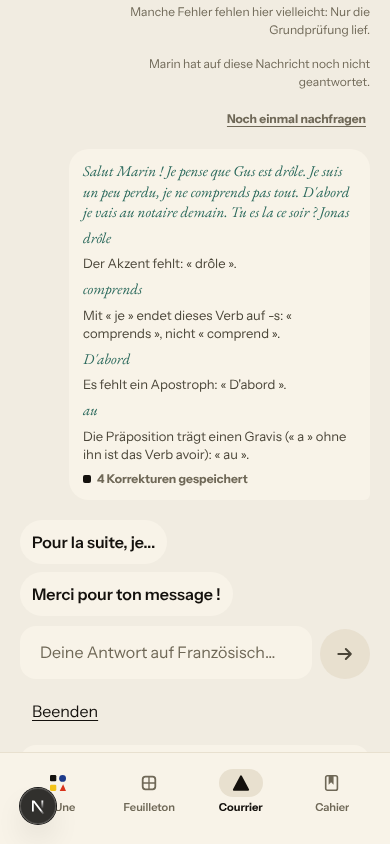 Manche Fehler fehlen hier vielleicht: Nur die
Grundprüfung lief.
Marin hat auf diese Nachricht noch nicht
geantwortet.
Noch einmal nachfragen
Salut Marin ! Je pense que Gus est drôle. Je suis
un peu perdu, je ne comprends pas tout. D'abord
je vais au notaire demain. Tu es la ce soir ? Jonas
drôle
Der Akzent fehlt: « drôle ».
comprends
Mit « je » endet dieses Verb auf -s: «
comprends », nicht « comprend ».
D'abord
Es fehlt ein Apostroph: « D'abord ».
au
Die Präposition trägt einen Gravis (« a » ohne
ihn ist das Verb avoir): « au ».
4 Korrekturen gespeichert
Pour la suite, je...
Merci pour ton message !
Deine Antwort auf Französisch...
Beenden
N
Une
Feuilleton
Courrier
Cahier